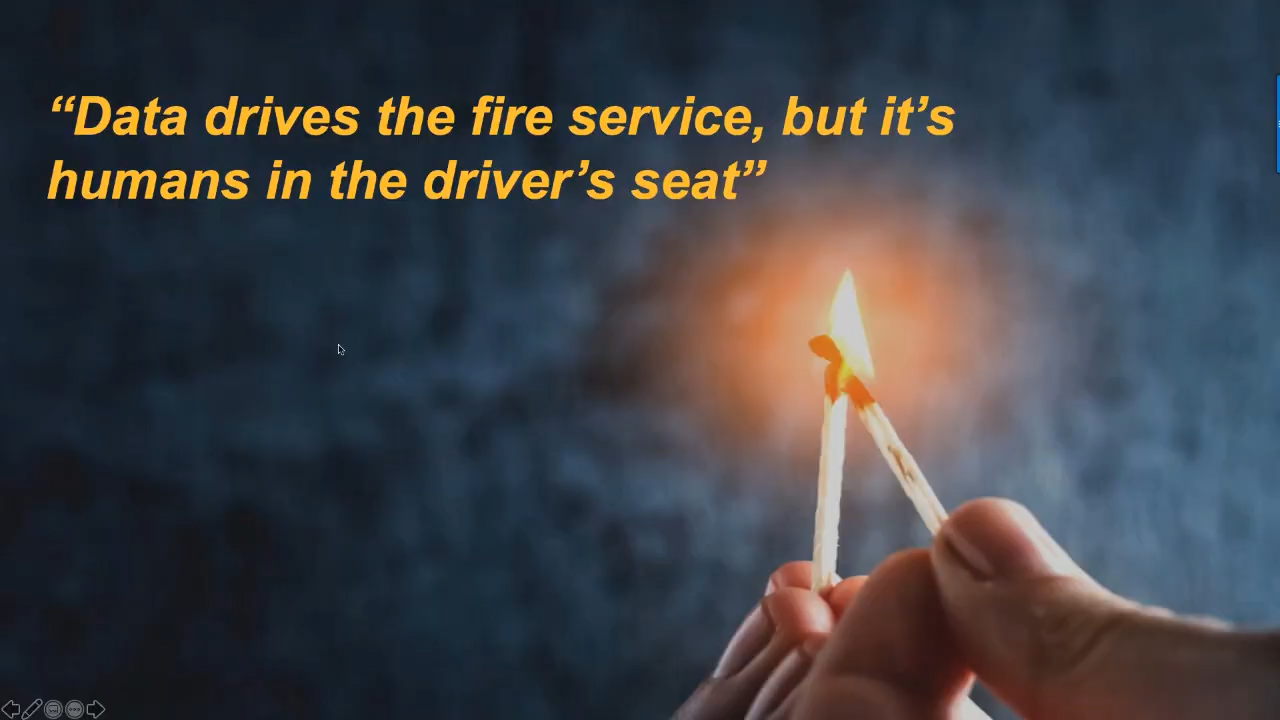 “Data drives the fire service, but it’s
humans in the driver’s seat”